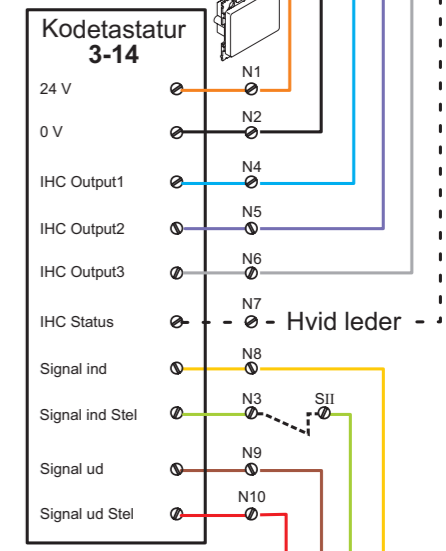 Kodetastatur
3-14
N1
24 V
N2
0 V
N4
IHC Output1
N5
IHC Output2
N6
IHC Output3
N7
IHC Status
Hvid leder
N8
Signal ind
N3
SII
Signal ind Stel
N9
Signal ud
N10
Signal ud Stel